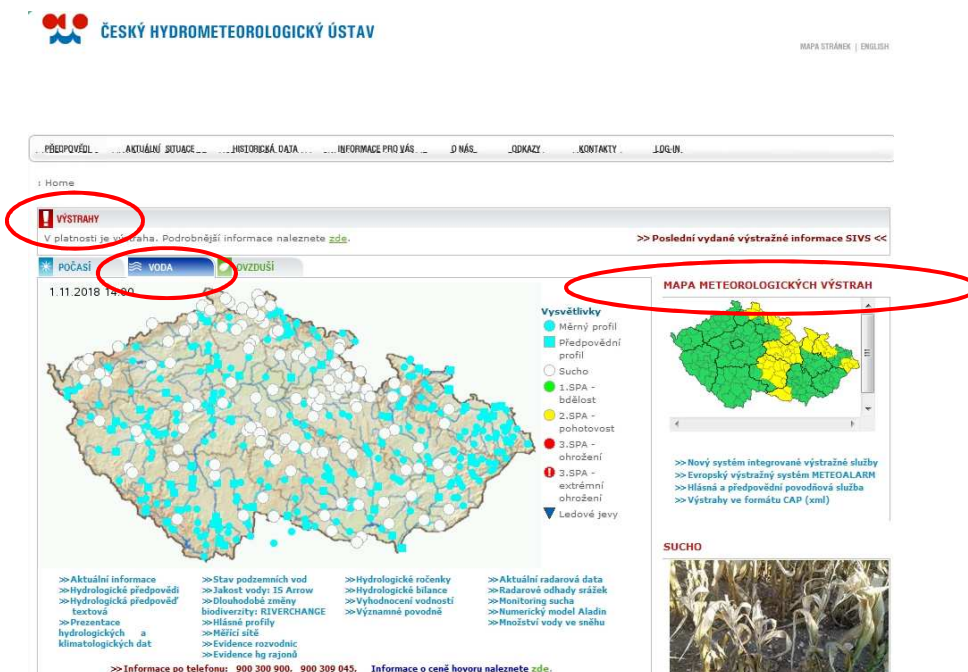 ČESKÝ HYDROMETEOROLOGICKÝ ÚSTAV
MAPA STRÁNEK | ENGLISH
PŘEDPOVĚDI AKTUÁLNÍ SITUACE HISTORICKÁ DATA INFORMACE PRO VÁS O NÁS ODKAZY KONTAKTY LOG-IN
: Home
VÝSTRAHY
V platnosti je výstraha. Podrobnější informace naleznete zde.
>> Poslední vydané výstražné informace SIVS <<
POČASÍ VODA OVZDUŠÍ
1.11.2018 14:00
Vysvětlivky
Měrný profil
Předpovědní
profil
Sucho
1.SPA -
bdělost
2.SPA -
pohotovost
3.SPA -
ohrožení
3.SPA -
extrémní
ohrožení
Ledové jevy
MAPA METEOROLOGICKÝCH VÝSTRAH
>> Nový systém integrované výstražné služby
>> Evropský výstražný systém METEOALARM
>> Hlásná a předpovědní povodňová služba
>> Výstrahy ve formátu CAP (xml)
SUCHO
>> Aktuální informace
>> Hydrologické předpovědi
>> Hydrologická předpověď
textová
>> Prezentace
hydrologických a
klimatologických dat
>> Stav podzemních vod
>> Jakost vody: IS Arrow
>> Dlouhodobé změny
biodiverzity: RIVERCHANGE
>> Hlásné profily
>> Měřící sítě
>> Evidence rozvodnic
>> Evidence hg rajonů
>> Hydrologické ročenky
>> Hydrologické bilance
>> Vyhodnocení vodností
>> Významné povodně
>> Aktuální radarová data
>> Radarové odhady srážek
>> Monitoring sucha
>> Numerický model Aladin
>> Množství vody ve sněhu
>> Informace po telefonu: 900 300 900, 900 309 045, Informace o ceně hovoru naleznete zde.